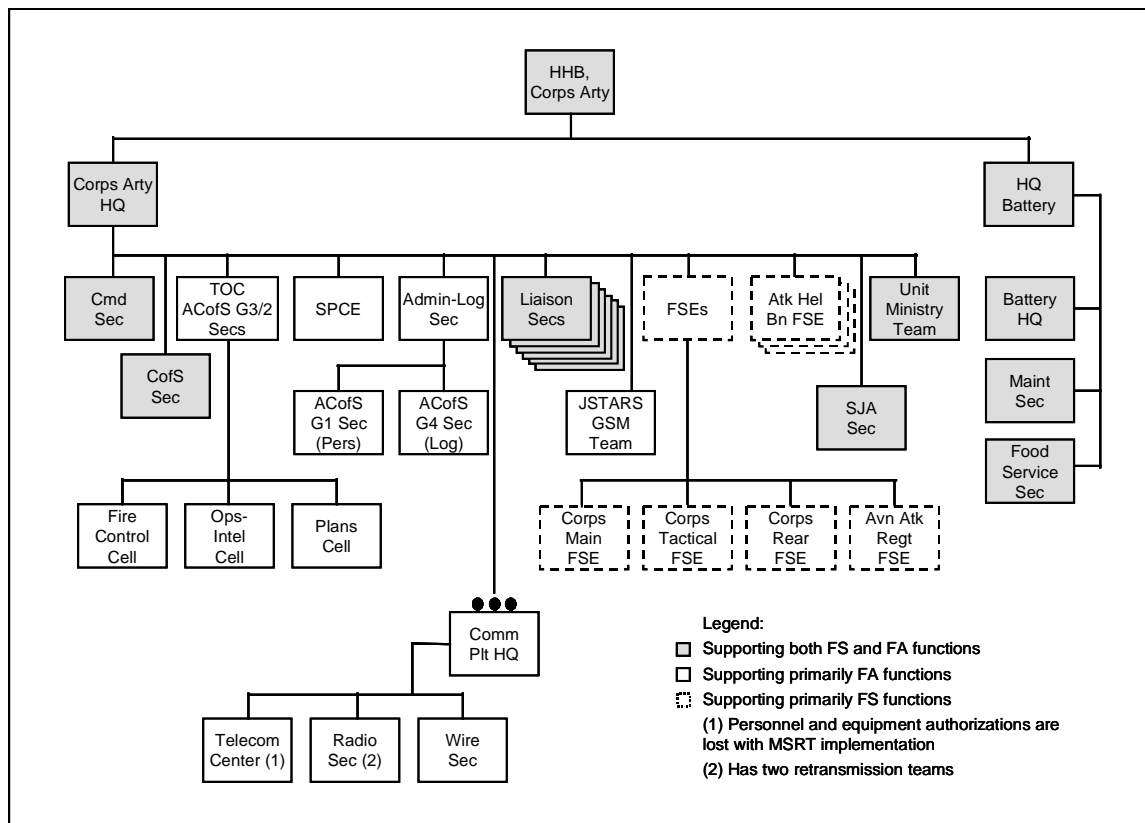 HHB,
Corps Arty
Corps Arty
HQ
HQ
Battery
Cmd
Sec
TOC
ACofS G3/2
Secs
SPCE
Admin-Log
Sec
Liaison
Secs
FSEs
Atk Hel
Bn FSE
Unit
Ministry
Team
Battery
HQ
CofS
Sec
ACofS
G1 Sec
(Pers)
ACofS
G4 Sec
(Log)
JSTARS
GSM
Team
SJA
Sec
Maint
Sec
Food
Service
Sec
Fire
Control
Cell
Ops-
Intel
Cell
Plans
Cell
Corps
Main
FSE
Corps
Tactical
FSE
Corps
Rear
FSE
Avn Atk
Regt
FSE
Comm
Plt HQ
Telecom
Center (1)
Radio
Sec (2)
Wire
Sec
Legend:
Supporting both FS and FA functions
Supporting primarily FA functions
Supporting primarily FS functions
(1) Personnel and equipment authorizations are
lost with MSRT implementation
(2) Has two retransmission teams